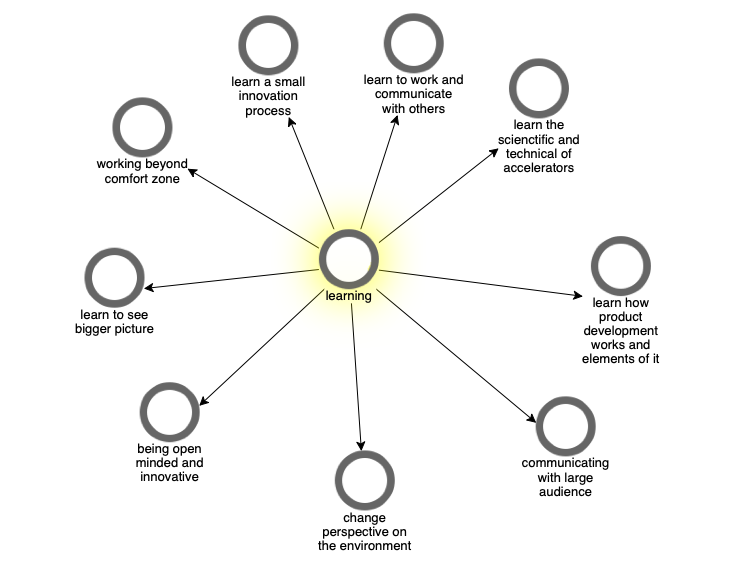 learn a small
innovation
process
learn to work and
communicate
with others
learn the
scienctific and
technical of
accelerators
working beyond
comfort zone
learning
learn to see
bigger picture
learn how
product
development
works and
elements of it
being open
minded and
innovative
communicating
with large
audience
change
perspective on
the environment